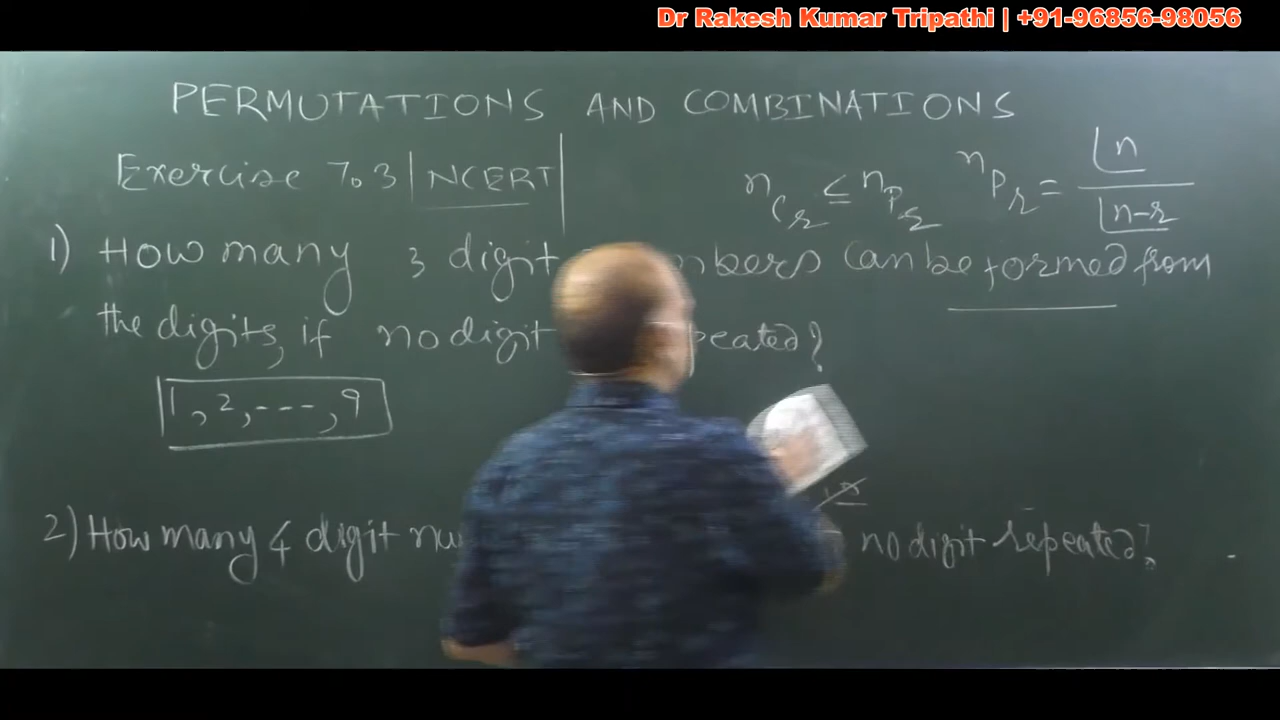 Dr Rakesh Kumar Tripathi | +91-96856-98056
PERMUTATIONS AND COMBINATIONS
Exercise 7.3 | NCERT |
nCr ≤ nPr nPr = ⌊n / ⌊n-r
1) How many 3 digit can be formed from
the digits, if no digit repeated?
1, 2, ----, 9
2) How many 4 digit no digit repeated?